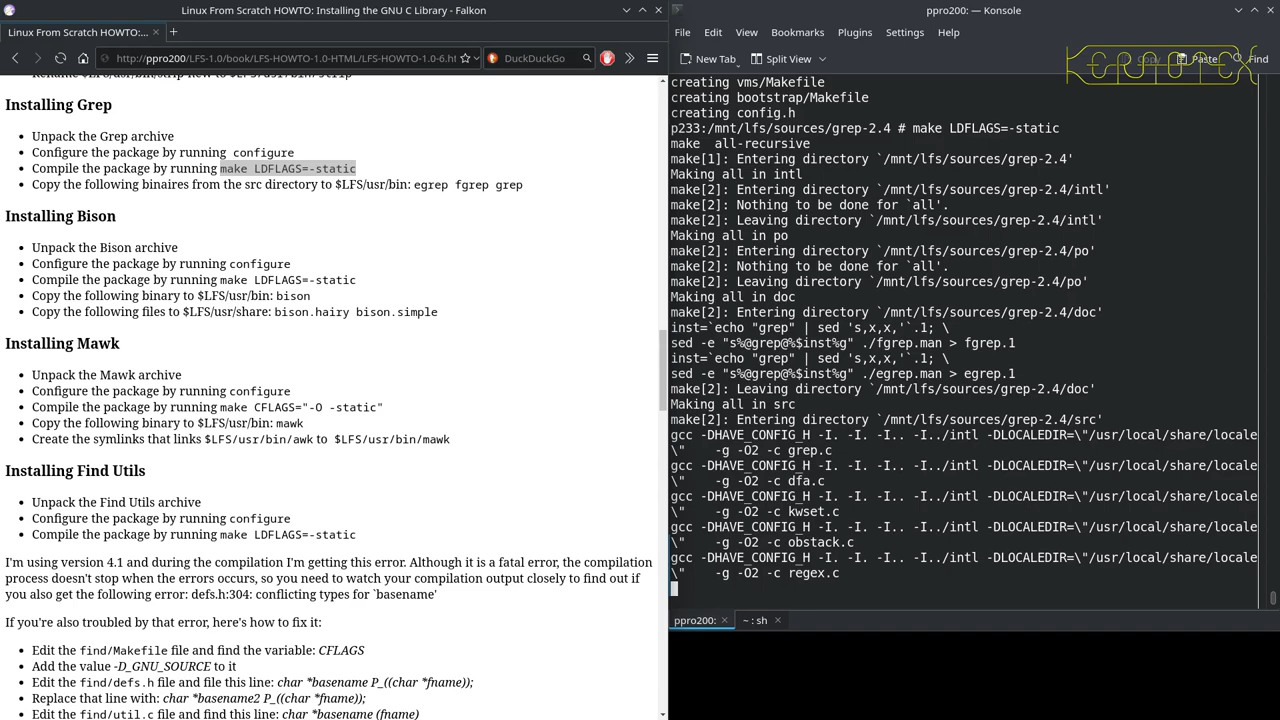 Linux From Scratch HOWTO: Installing the GNU C Library - Falkon
Linux From Scratch HOWTO:...
http://ppro200/LFS-1.0/book/LFS-HOWTO-1.0-HTML/LFS-HOWTO-1.0-6.ht
DuckDuckGo
Installing Grep
Unpack the Grep archive
Configure the package by running configure
Compile the package by running make LDFLAGS=-static
Copy the following binaires from the src directory to $LFS/usr/bin: egrep fgrep grep
Installing Bison
Unpack the Bison archive
Configure the package by running configure
Compile the package by running make LDFLAGS=-static
Copy the following binary to $LFS/usr/bin: bison
Copy the following files to $LFS/usr/share: bison.hairy bison.simple
Installing Mawk
Unpack the Mawk archive
Configure the package by running configure
Compile the package by running make CFLAGS="-O -static"
Copy the following binary to $LFS/usr/bin: mawk
Create the symlinks that links $LFS/usr/bin/awk to $LFS/usr/bin/mawk
Installing Find Utils
Unpack the Find Utils archive
Configure the package by running configure
Compile the package by running make LDFLAGS=-static
I'm using version 4.1 and during the compilation I'm getting this error. Although it is a fatal error, the compilation
process doesn't stop when the errors occurs, so you need to watch your compilation output closely to find out if
you also get the following error: defs.h:304: conflicting types for `basename'
If you're also troubled by that error, here's how to fix it:
Edit the find/Makefile file and find the variable: CFLAGS
Add the value -D_GNU_SOURCE to it
Edit the find/defs.h file and file this line: char *basename P_((char *fname));
Replace that line with: char *basename2 P_((char *fname));
Edit the find/util.c file and find this line: char *basename (fname)
ppro200: — Konsole
File Edit View Bookmarks Plugins Settings Help
New Tab Split View Copy Paste Find
creating vms/Makefile
creating bootstrap/Makefile
creating config.h
p233:/mnt/lfs/sources/grep-2.4 # make LDFLAGS=-static
make  all-recursive
make[1]: Entering directory `/mnt/lfs/sources/grep-2.4'
Making all in intl
make[2]: Entering directory `/mnt/lfs/sources/grep-2.4/intl'
make[2]: Nothing to be done for `all'.
make[2]: Leaving directory `/mnt/lfs/sources/grep-2.4/intl'
Making all in po
make[2]: Entering directory `/mnt/lfs/sources/grep-2.4/po'
make[2]: Nothing to be done for `all'.
make[2]: Leaving directory `/mnt/lfs/sources/grep-2.4/po'
Making all in doc
make[2]: Entering directory `/mnt/lfs/sources/grep-2.4/doc'
inst=`echo "grep" | sed 's,x,x,'`.1; \
sed -e "s%@grep@%$inst%g" ./fgrep.man > fgrep.1
inst=`echo "grep" | sed 's,x,x,'`.1; \
sed -e "s%@grep@%$inst%g" ./egrep.man > egrep.1
make[2]: Leaving directory `/mnt/lfs/sources/grep-2.4/doc'
Making all in src
make[2]: Entering directory `/mnt/lfs/sources/grep-2.4/src'
gcc -DHAVE_CONFIG_H -I. -I. -I.. -I../intl -DLOCALEDIR=\"/usr/local/share/locale
\"    -g -O2 -c grep.c
gcc -DHAVE_CONFIG_H -I. -I. -I.. -I../intl -DLOCALEDIR=\"/usr/local/share/locale
\"    -g -O2 -c dfa.c
gcc -DHAVE_CONFIG_H -I. -I. -I.. -I../intl -DLOCALEDIR=\"/usr/local/share/locale
\"    -g -O2 -c kwset.c
gcc -DHAVE_CONFIG_H -I. -I. -I.. -I../intl -DLOCALEDIR=\"/usr/local/share/locale
\"    -g -O2 -c obstack.c
gcc -DHAVE_CONFIG_H -I. -I. -I.. -I../intl -DLOCALEDIR=\"/usr/local/share/locale
\"    -g -O2 -c regex.c
ppro200: ~ : sh